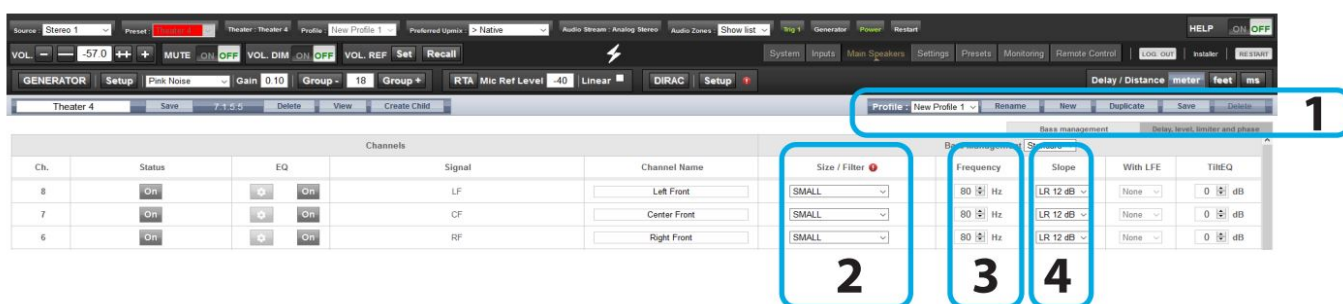 Source : Stereo 1 Preset : Theater 4 Theater : Theater 4 Profile : New Profile 1 Preferred Upmix : > Native Audio Stream : Analog Stereo Audio Zones : Show list Trig 1 Generator Power Restart HELP ON OFF
VOL. -57.0 ++ + MUTE ON OFF VOL. DIM ON OFF VOL. REF Set Recall System Inputs Main Speakers Settings Presets Monitoring Remote Control LOG OUT Installer RESTART
GENERATOR Setup Pink Noise Gain 0.10 Group - 18 Group + RTA Mic Ref Level -40 Linear DIRAC Setup Delay / Distance meter feet ms
Theater 4 Save 7.1.5.5 Delete View Create Child Profile : New Profile 1 Rename New Duplicate Save Delete 1
Bass management Delay, level, limiter and phase
Channels Bass Management Standard
Ch. Status EQ Signal Channel Name Size / Filter Frequency Slope With LFE TiltEQ
8 On On LF Left Front SMALL 80 Hz LR 12 dB None 0 dB
7 On On CF Center Front SMALL 80 Hz LR 12 dB None 0 dB
6 On On RF Right Front SMALL 80 Hz LR 12 dB None 0 dB
2 3 4